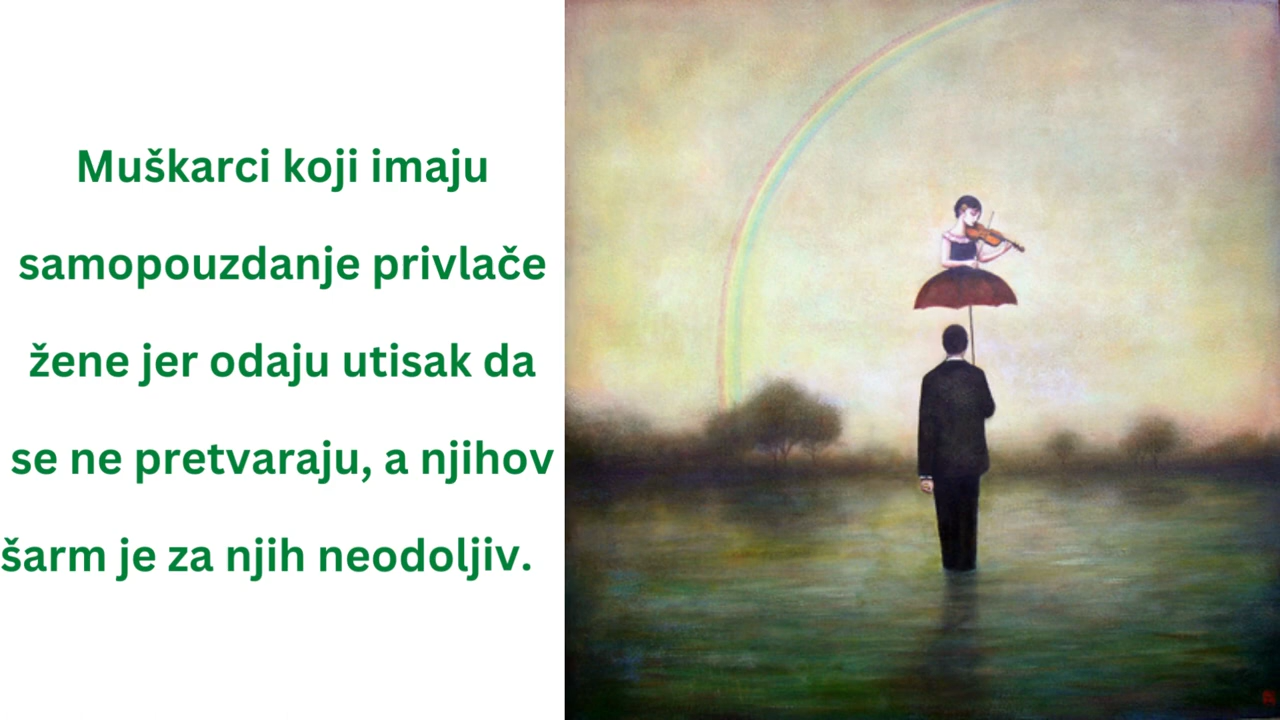 Muškarci koji imaju
samopouzdanje privlače
žene jer odaju utisak da
se ne pretvaraju, a njihov
šarm je za njih neodoljiv.